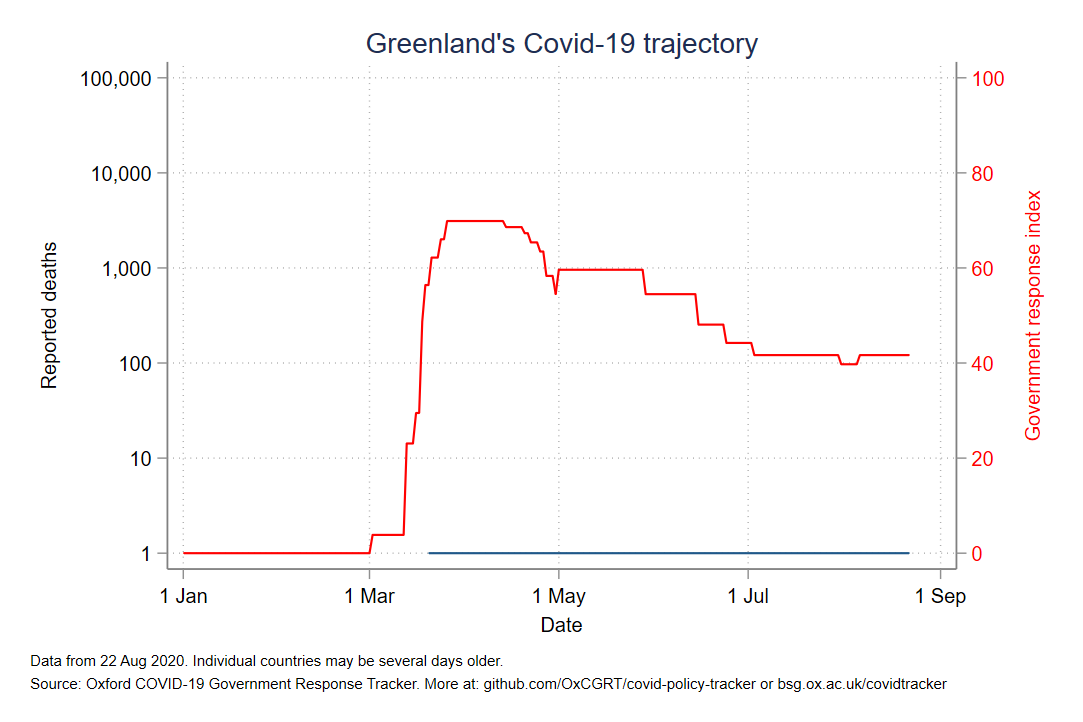 Greenland's Covid-19 trajectory
100,000
10,000
1,000
100
10
1
Reported deaths
100
80
60
40
20
0
Government response index
1 Jan
1 Mar
1 May
1 Jul
1 Sep
Date
Data from 22 Aug 2020. Individual countries may be several days older.
Source: Oxford COVID-19 Government Response Tracker. More at: github.com/OxCGRT/covid-policy-tracker or bsg.ox.ac.uk/covidtracker